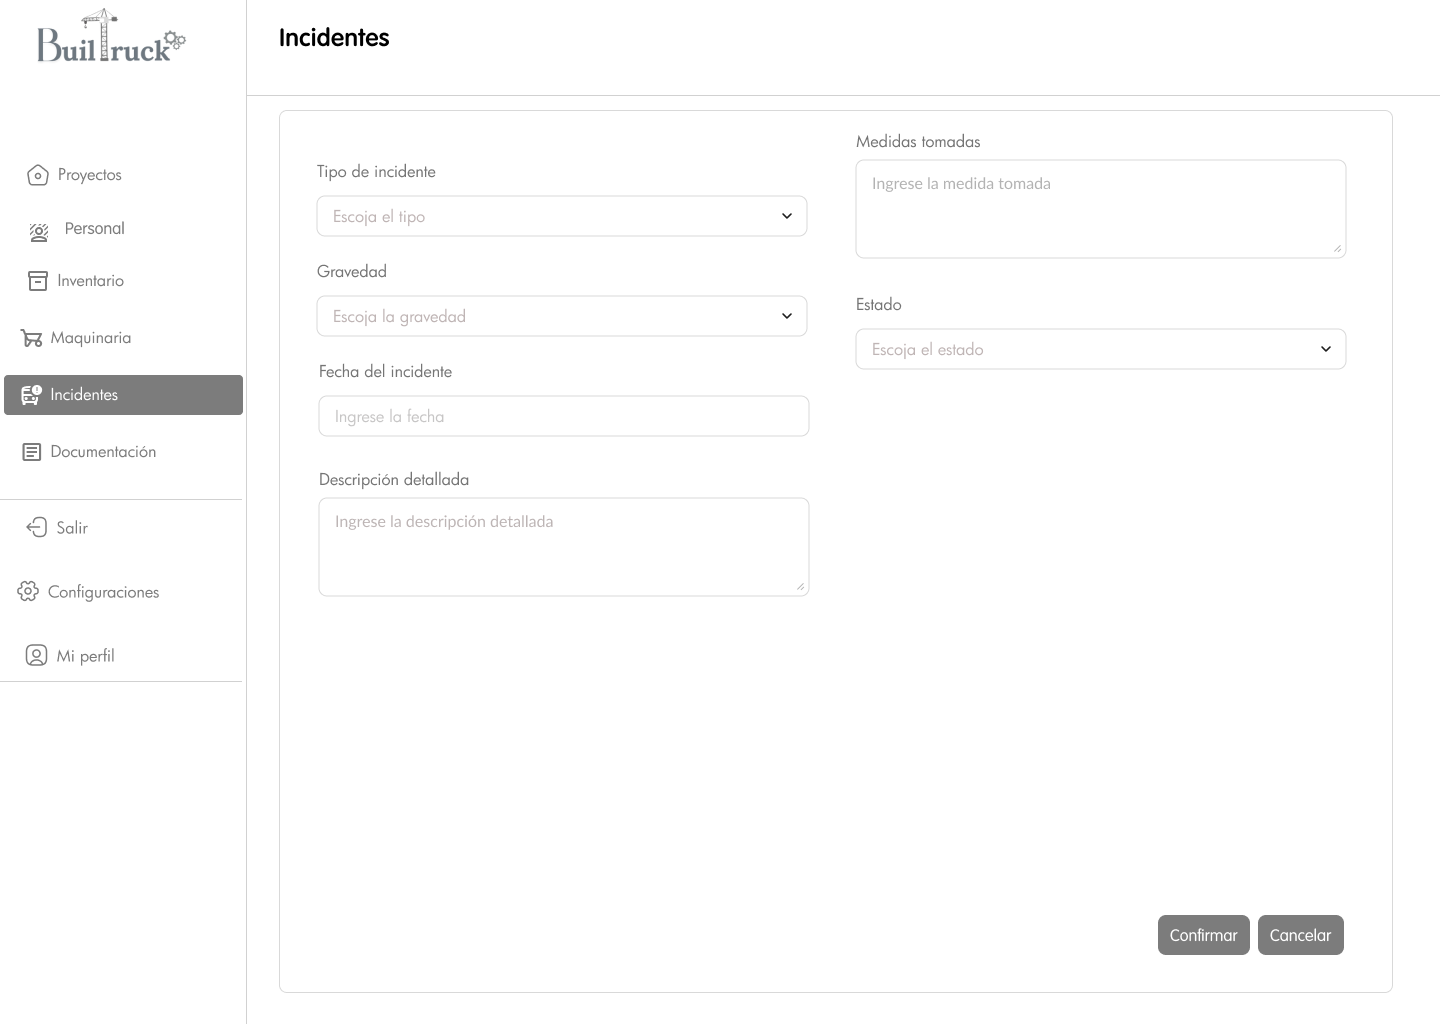 BuilTruck
Proyectos
Personal
Inventario
Maquinaria
Incidentes
Documentación
Salir
Configuraciones
Mi perfil
Incidentes
Tipo de incidente
Escoja el tipo
Gravedad
Escoja la gravedad
Fecha del incidente
Ingrese la fecha
Descripción detallada
Ingrese la descripción detallada
Medidas tomadas
Ingrese la medida tomada
Estado
Escoja el estado
Confirmar
Cancelar